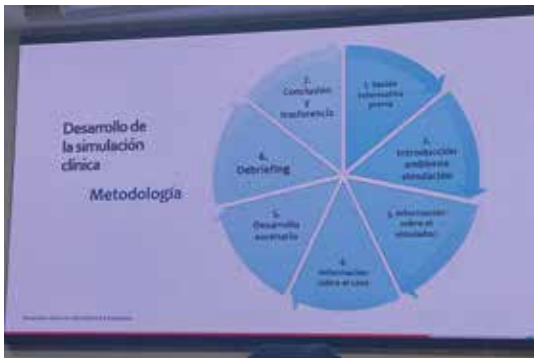 Desarrollo de
la simulación
clínica
Metodología
1. Sesión
informativa
previa
2.
Introducción
ambiente
simulación
3. Información
sobre el
simulador
4.
Información
sobre el caso
5.
Desarrollo
escenario
6.
Debriefing
7.
Conclusión
y
trasferencia